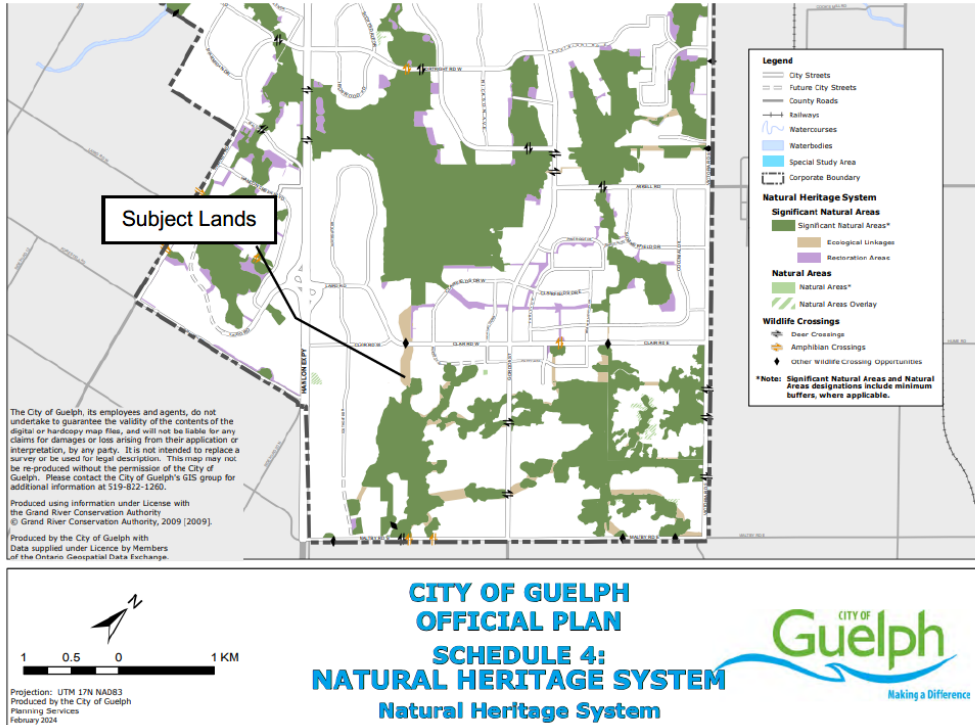 Subject Lands
HANLON EXPY
LAIRD RD
CLAIR RD W
CLAIR RD E
GORDON ST
ARKELL RD
MALTBY RD E
Legend
City Streets
Future City Streets
County Roads
Railways
Watercourses
Waterbodies
Special Study Area
Corporate Boundary
Natural Heritage System
Significant Natural Areas
Significant Natural Areas*
Ecological Linkages
Restoration Areas
Natural Areas
Natural Areas*
Natural Areas Overlay
Wildlife Crossings
Deer Crossings
Amphibian Crossings
Other Wildlife Crossing Opportunities
*Note: Significant Natural Areas and Natural
Areas designations include minimum
buffers, where applicable.
The City of Guelph, its employees and agents, do not
undertake to guarantee the validity of the contents of the
digital or hardcopy map files, and will not be liable for any
claims for damages or loss arising from their application or
interpretation, by any party. It is not intended to replace a
survey or be used for legal description. This map may not
be re-produced without the permission of the City of
Guelph. Please contact the City of Guelph's GIS group for
additional information at 519-822-1260.
Produced using information under License with
the Grand River Conservation Authority
© Grand River Conservation Authority, 2009 [2009].
Produced by the City of Guelph with
Data supplied under Licence by Members
of the Ontario Geospatial Data Exchange.
N
1 0.5 0 1 KM
Projection: UTM 17N NAD83
Produced by the City of Guelph
Planning Services
February 2024
CITY OF GUELPH
OFFICIAL PLAN
SCHEDULE 4:
NATURAL HERITAGE SYSTEM
Natural Heritage System
CITY OF
Guelph
Making a Difference